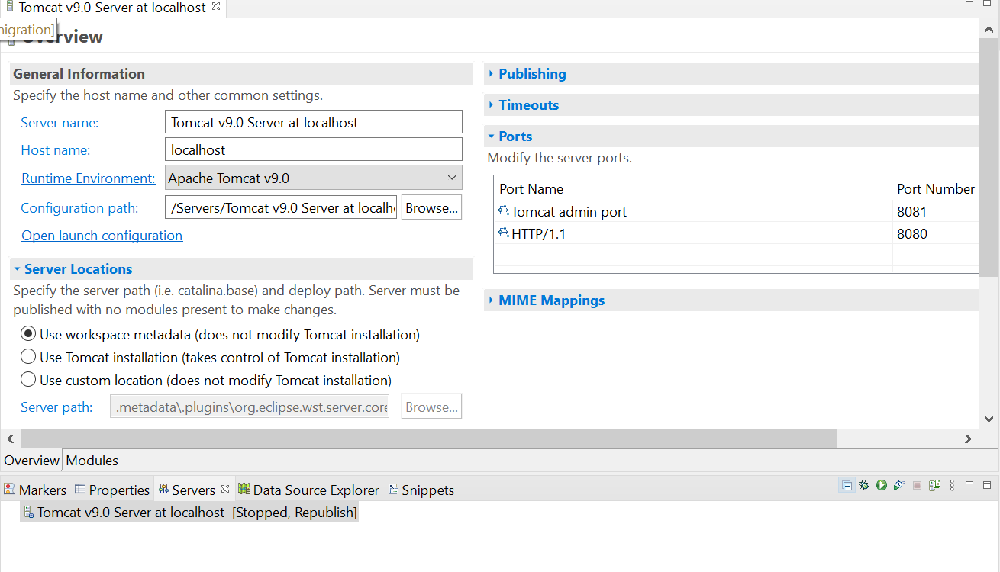 Tomcat v9.0 Server at localhost
nigration]
Overview
General Information
Specify the host name and other common settings.
Server name: Tomcat v9.0 Server at localhost
Host name: localhost
Runtime Environment: Apache Tomcat v9.0
Configuration path: /Servers/Tomcat v9.0 Server at localh Browse...
Open launch configuration
Server Locations
Specify the server path (i.e. catalina.base) and deploy path. Server must be
published with no modules present to make changes.
Use workspace metadata (does not modify Tomcat installation)
Use Tomcat installation (takes control of Tomcat installation)
Use custom location (does not modify Tomcat installation)
Server path: .metadata\.plugins\org.eclipse.wst.server.core Browse...
Publishing
Timeouts
Ports
Modify the server ports.
Port Name Port Number
Tomcat admin port 8081
HTTP/1.1 8080
MIME Mappings
Overview Modules
Markers Properties Servers Data Source Explorer Snippets
Tomcat v9.0 Server at localhost [Stopped, Republish]